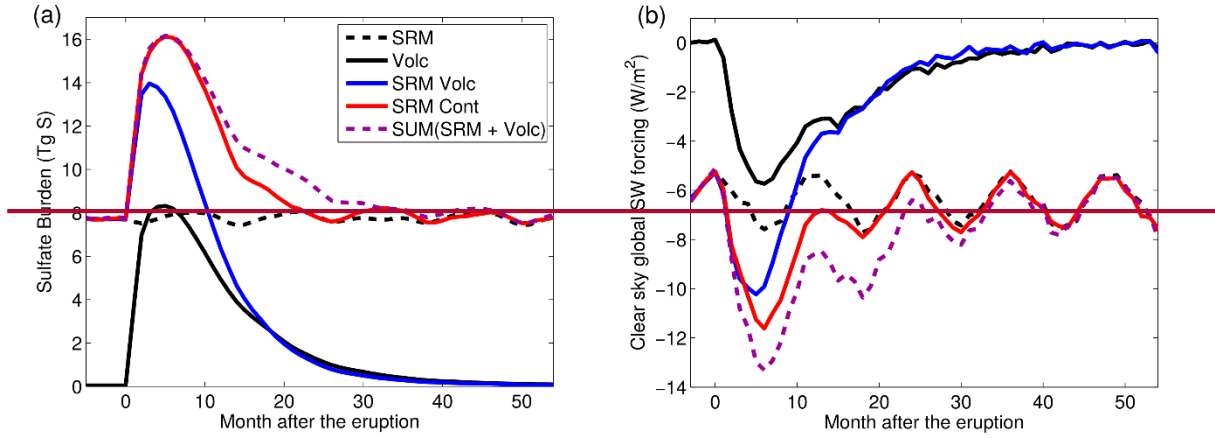 (a)
Sulfate Burden (Tg S)
16
14
12
10
8
6
4
2
0
0
10
20
30
40
50
Month after the eruption
SRM
Volc
SRM Volc
SRM Cont
SUM(SRM + Volc)
(b)
Clear sky global SW forcing (W/m²)
0
−2
−4
−6
−8
−10
−12
−14
0
10
20
30
40
50
Month after the eruption